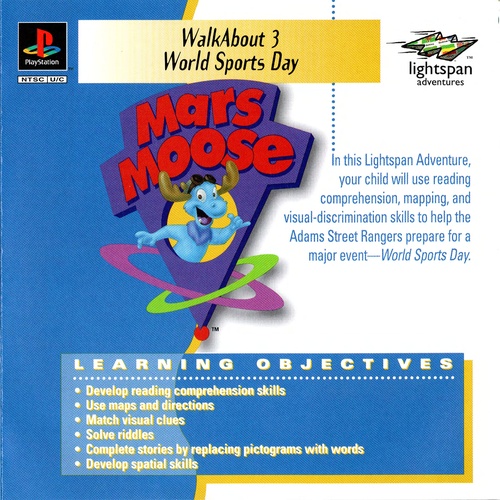 WalkAbout 3
World Sports Day
PlayStation
NTSC U/C
lightspan
adventures
Mars
Moose
TM
In this Lightspan Adventure,
your child will use reading
comprehension, mapping, and
visual-discrimination skills to help the
Adams Street Rangers prepare for a
major event—World Sports Day.
LEARNING OBJECTIVES
• Develop reading comprehension skills
• Use maps and directions
• Match visual clues
• Solve riddles
• Complete stories by replacing pictograms with words
• Develop spatial skills